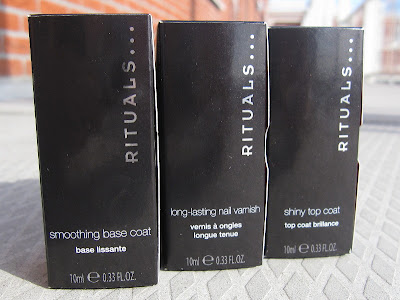 RITUALS...
smoothing base coat
base lissante
10ml ℮ 0.33 FL.OZ.
RITUALS...
long-lasting nail varnish
vernis à ongles
longue tenue
10ml ℮ 0.33 FL.OZ.
RITUALS...
shiny top coat
top coat brillance
10ml ℮ 0.33 FL.OZ.